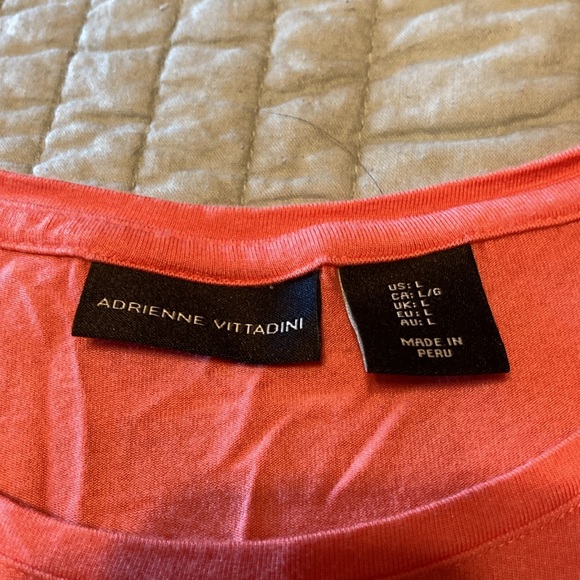 ADRIENNE VITTADINI
US: L
CA: L/G
UK: L
EU: L
AU: L
MADE IN
PERU